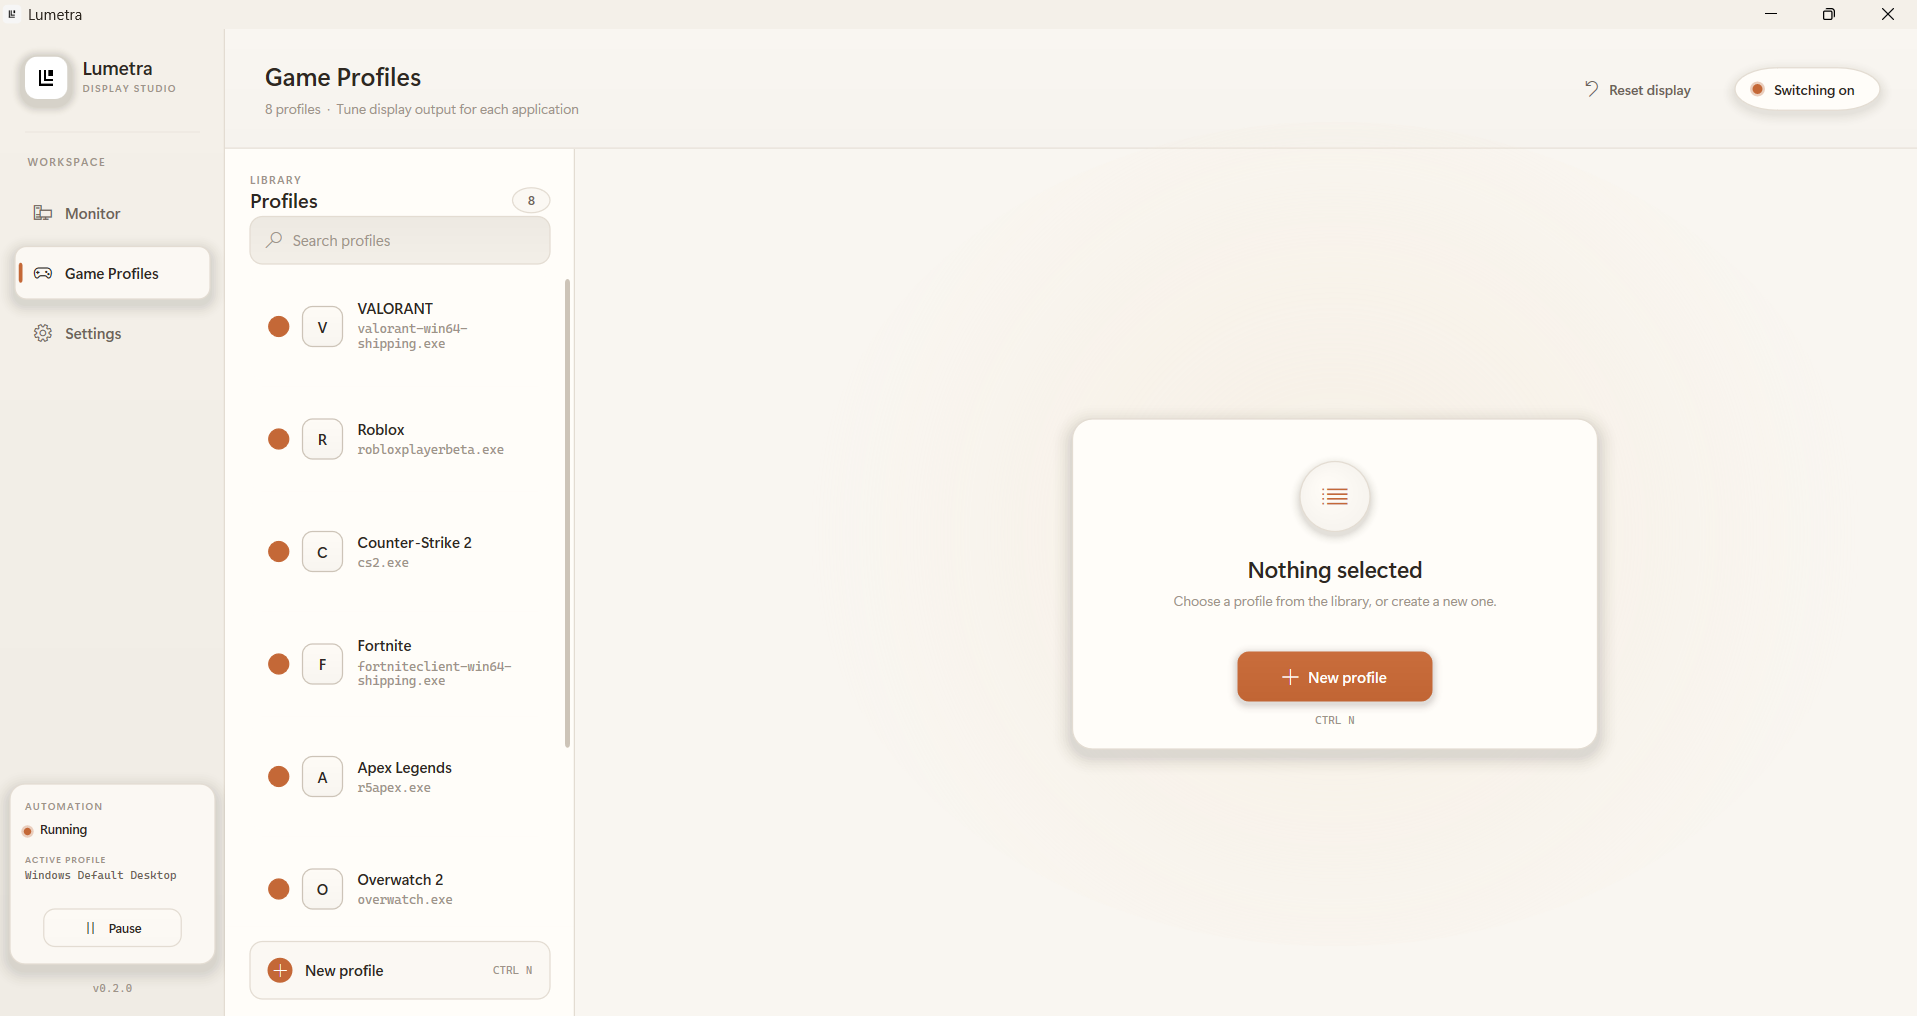 Lumetra
Lumetra
DISPLAY STUDIO
WORKSPACE
Monitor
Game Profiles
Settings
AUTOMATION
Running
ACTIVE PROFILE
Windows Default Desktop
Pause
v0.2.0
Game Profiles
8 profiles · Tune display output for each application
Reset display
Switching on
LIBRARY
Profiles
8
Search profiles
V
VALORANT
valorant-win64-
shipping.exe
R
Roblox
robloxplayerbeta.exe
C
Counter-Strike 2
cs2.exe
F
Fortnite
fortniteclient-win64-
shipping.exe
A
Apex Legends
r5apex.exe
O
Overwatch 2
overwatch.exe
New profile
CTRL N
Nothing selected
Choose a profile from the library, or create a new one.
New profile
CTRL N